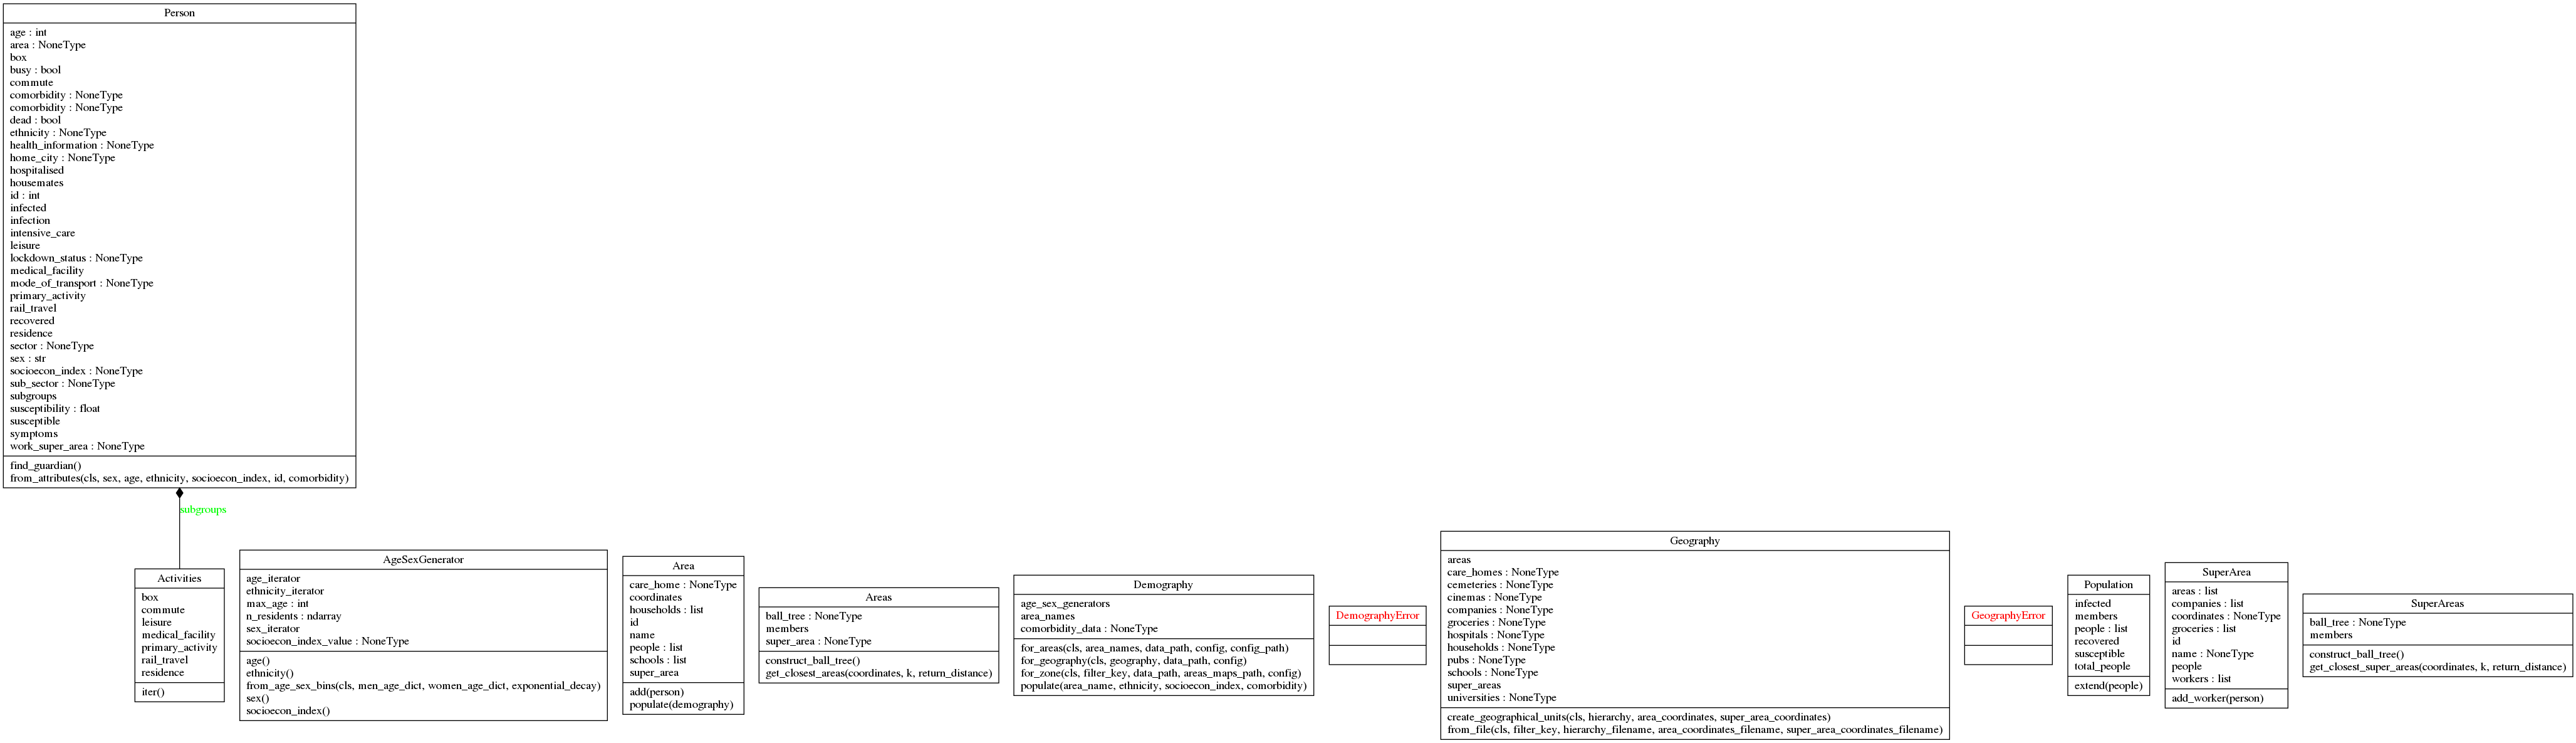 Person
age : int
area : NoneType
box
busy : bool
commute
comorbidity : NoneType
comorbidity : NoneType
dead : bool
ethnicity : NoneType
health_information : NoneType
home_city : NoneType
hospitalised
housemates
id : int
infected
infection
intensive_care
leisure
lockdown_status : NoneType
medical_facility
mode_of_transport : NoneType
primary_activity
rail_travel
recovered
residence
sector : NoneType
sex : str
socioecon_index : NoneType
sub_sector : NoneType
subgroups
susceptibility : float
susceptible
symptoms
work_super_area : NoneType
find_guardian()
from_attributes(cls, sex, age, ethnicity, socioecon_index, id, comorbidity)
subgroups
Activities
box
commute
leisure
medical_facility
primary_activity
rail_travel
residence
iter()
AgeSexGenerator
age_iterator
ethnicity_iterator
max_age : int
n_residents : ndarray
sex_iterator
socioecon_index_value : NoneType
age()
ethnicity()
from_age_sex_bins(cls, men_age_dict, women_age_dict, exponential_decay)
sex()
socioecon_index()
Area
care_home : NoneType
coordinates
households : list
id
name
people : list
schools : list
super_area
add(person)
populate(demography)
Areas
ball_tree : NoneType
members
super_area : NoneType
construct_ball_tree()
get_closest_areas(coordinates, k, return_distance)
Demography
age_sex_generators
area_names
comorbidity_data : NoneType
for_areas(cls, area_names, data_path, config, config_path)
for_geography(cls, geography, data_path, config)
for_zone(cls, filter_key, data_path, areas_maps_path, config)
populate(area_name, ethnicity, socioecon_index, comorbidity)
DemographyError
Geography
areas
care_homes : NoneType
cemeteries : NoneType
cinemas : NoneType
companies : NoneType
groceries : NoneType
hospitals : NoneType
households : NoneType
pubs : NoneType
schools : NoneType
super_areas
universities : NoneType
create_geographical_units(cls, hierarchy, area_coordinates, super_area_coordinates)
from_file(cls, filter_key, hierarchy_filename, area_coordinates_filename, super_area_coordinates_filename)
GeographyError
Population
infected
members
people : list
recovered
susceptible
total_people
extend(people)
SuperArea
areas : list
companies : list
coordinates : NoneType
groceries : list
id
name : NoneType
people
workers : list
add_worker(person)
SuperAreas
ball_tree : NoneType
members
construct_ball_tree()
get_closest_super_areas(coordinates, k, return_distance)